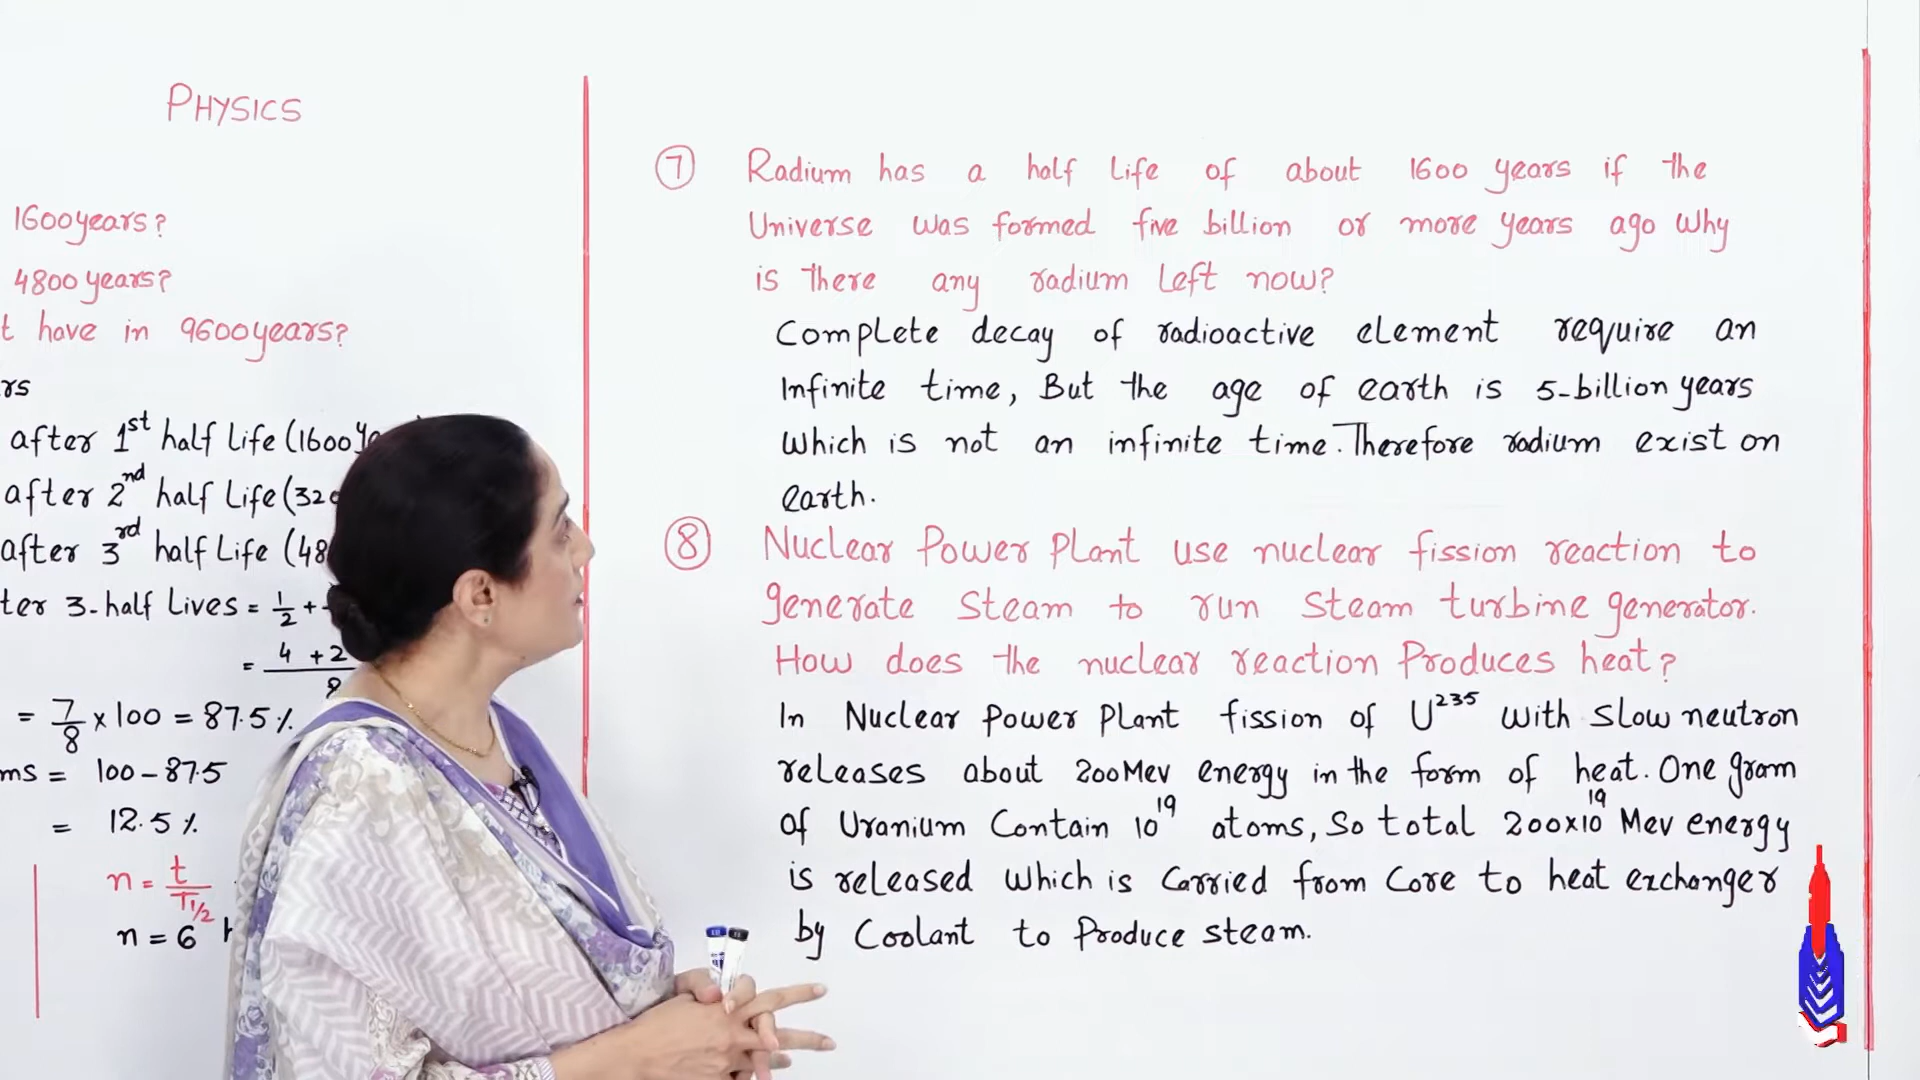 PHYSICS
1600 years?
4800 years?
t have in 9600 years?
rs
after 1st half Life (1600 Ye
after 2nd half Life (320
after 3rd half Life (48
ter 3-half Lives = 1/2 +
= 4 + 2 / 8
= 7/8 x 100 = 87.5 %
ms = 100 - 87.5
= 12.5 %
n = t / T1/2
n = 6
⑦ Radium has a half Life of about 1600 years if the
Universe was formed five billion or more years ago Why
is there any radium Left now?
Complete decay of radioactive element require an
Infinite time, But the age of earth is 5-billion years
Which is not an infinite time. Therefore radium exist on
earth.
⑧ Nuclear Power Plant use nuclear fission reaction to
generate Steam to run Steam turbine generator.
How does the nuclear reaction Produces heat?
In Nuclear Power Plant fission of U235 with slow neutron
releases about 200 Mev energy in the form of heat. One gram
of Uranium Contain 10^19 atoms, So total 200x10^19 Mev energy
is released which is Carried from Core to heat exchanger
by Coolant to Produce steam.